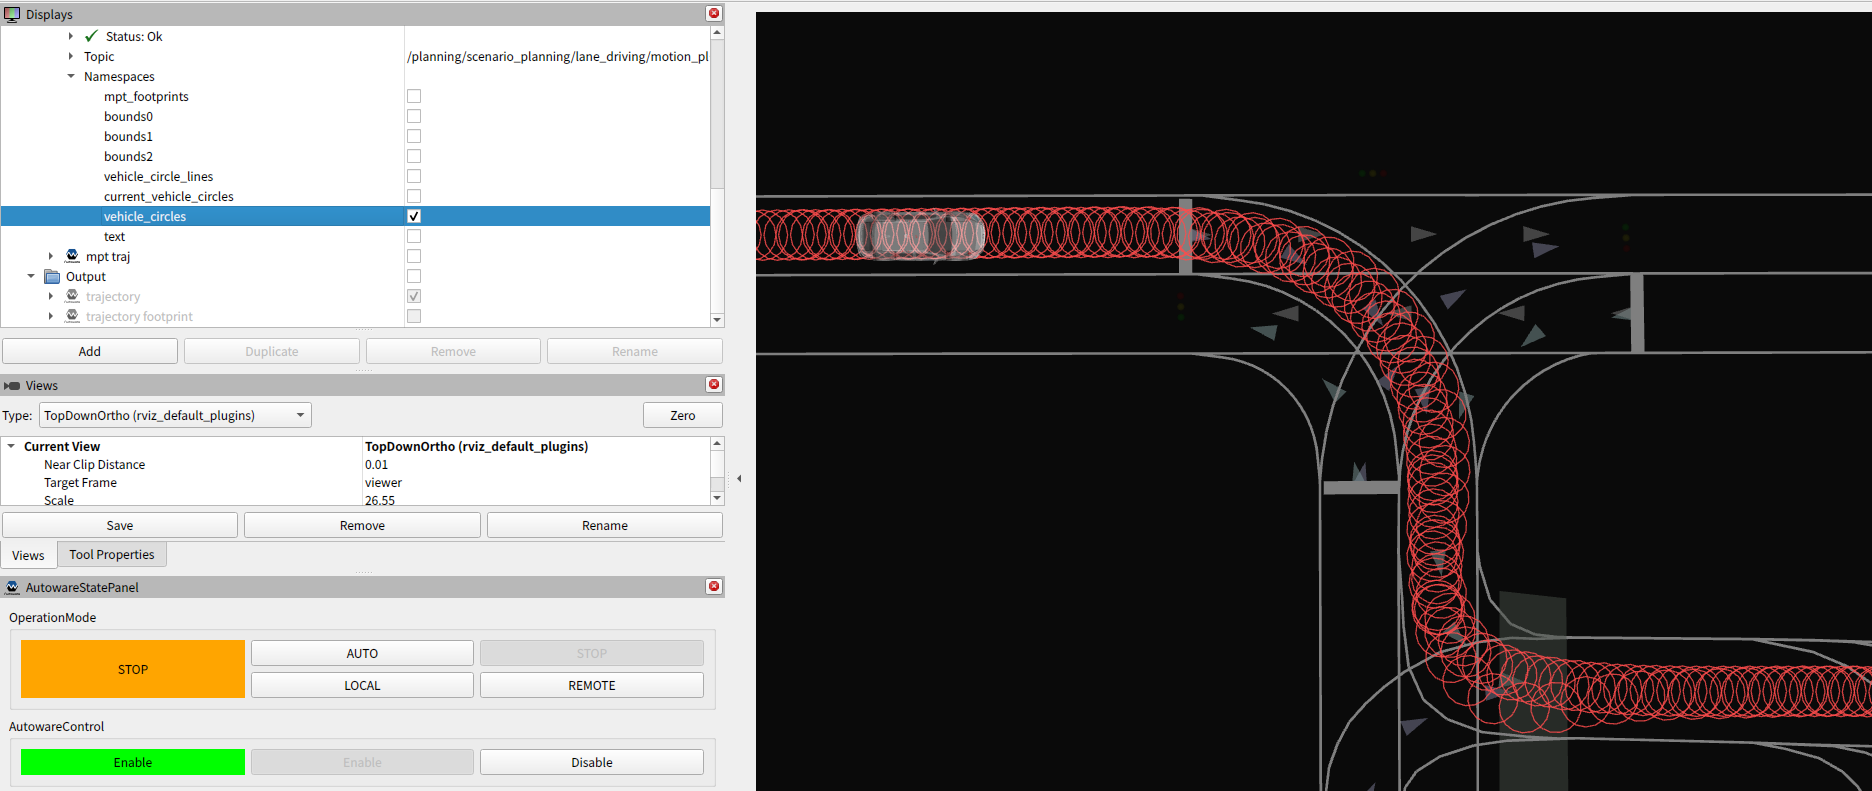 Displays
Status: Ok
Topic /planning/scenario_planning/lane_driving/motion_pl
Namespaces
mpt_footprints
bounds0
bounds1
bounds2
vehicle_circle_lines
current_vehicle_circles
vehicle_circles
text
mpt traj
Output
trajectory
trajectory footprint
Add Duplicate Remove Rename
Views
Type: TopDownOrtho (rviz_default_plugins) Zero
Current View TopDownOrtho (rviz_default_plugins)
Near Clip Distance 0.01
Target Frame viewer
Scale 26.55
Save Remove Rename
Views Tool Properties
AutowareStatePanel
OperationMode
STOP AUTO STOP
LOCAL REMOTE
AutowareControl
Enable Enable Disable